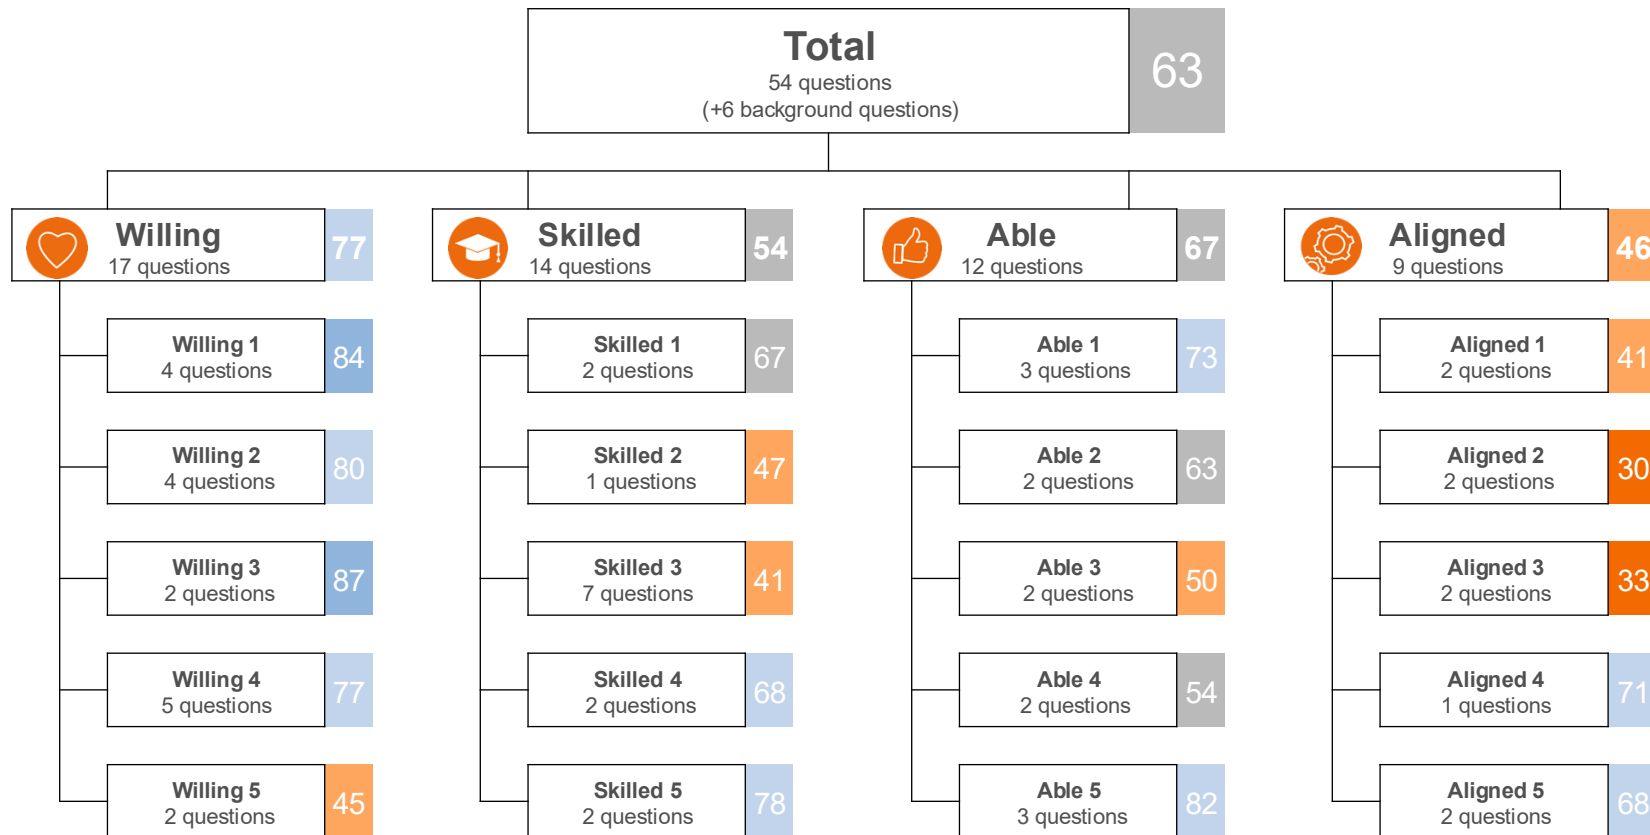 Total
54 questions
(+6 background questions)
63
Willing
17 questions
77
Skilled
14 questions
54
Able
12 questions
67
Aligned
9 questions
46
Willing 1
4 questions
84
Skilled 1
2 questions
67
Able 1
3 questions
73
Aligned 1
2 questions
41
Willing 2
4 questions
80
Skilled 2
1 questions
47
Able 2
2 questions
63
Aligned 2
2 questions
30
Willing 3
2 questions
87
Skilled 3
7 questions
41
Able 3
2 questions
50
Aligned 3
2 questions
33
Willing 4
5 questions
77
Skilled 4
2 questions
68
Able 4
2 questions
54
Aligned 4
1 questions
71
Willing 5
2 questions
45
Skilled 5
2 questions
78
Able 5
3 questions
82
Aligned 5
2 questions
68